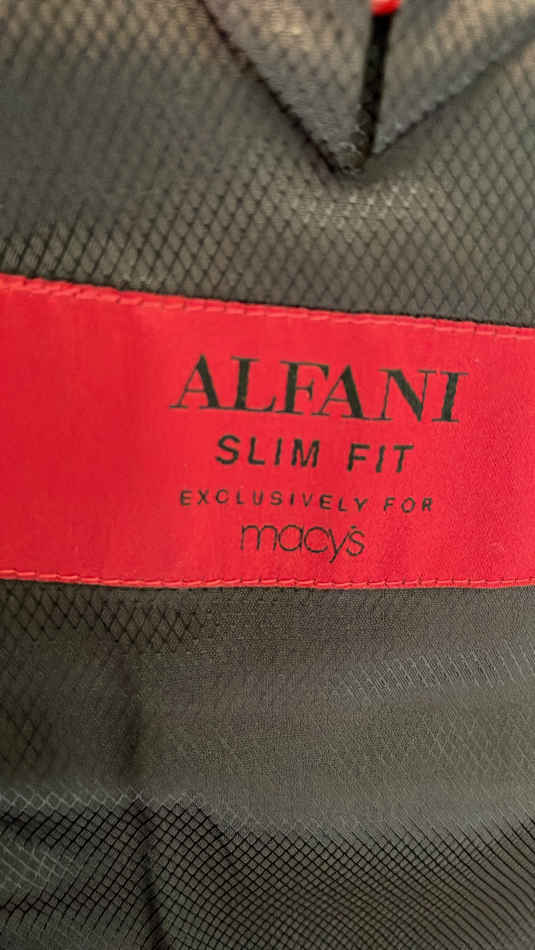 ALFANI
SLIM FIT
EXCLUSIVELY FOR
macy's